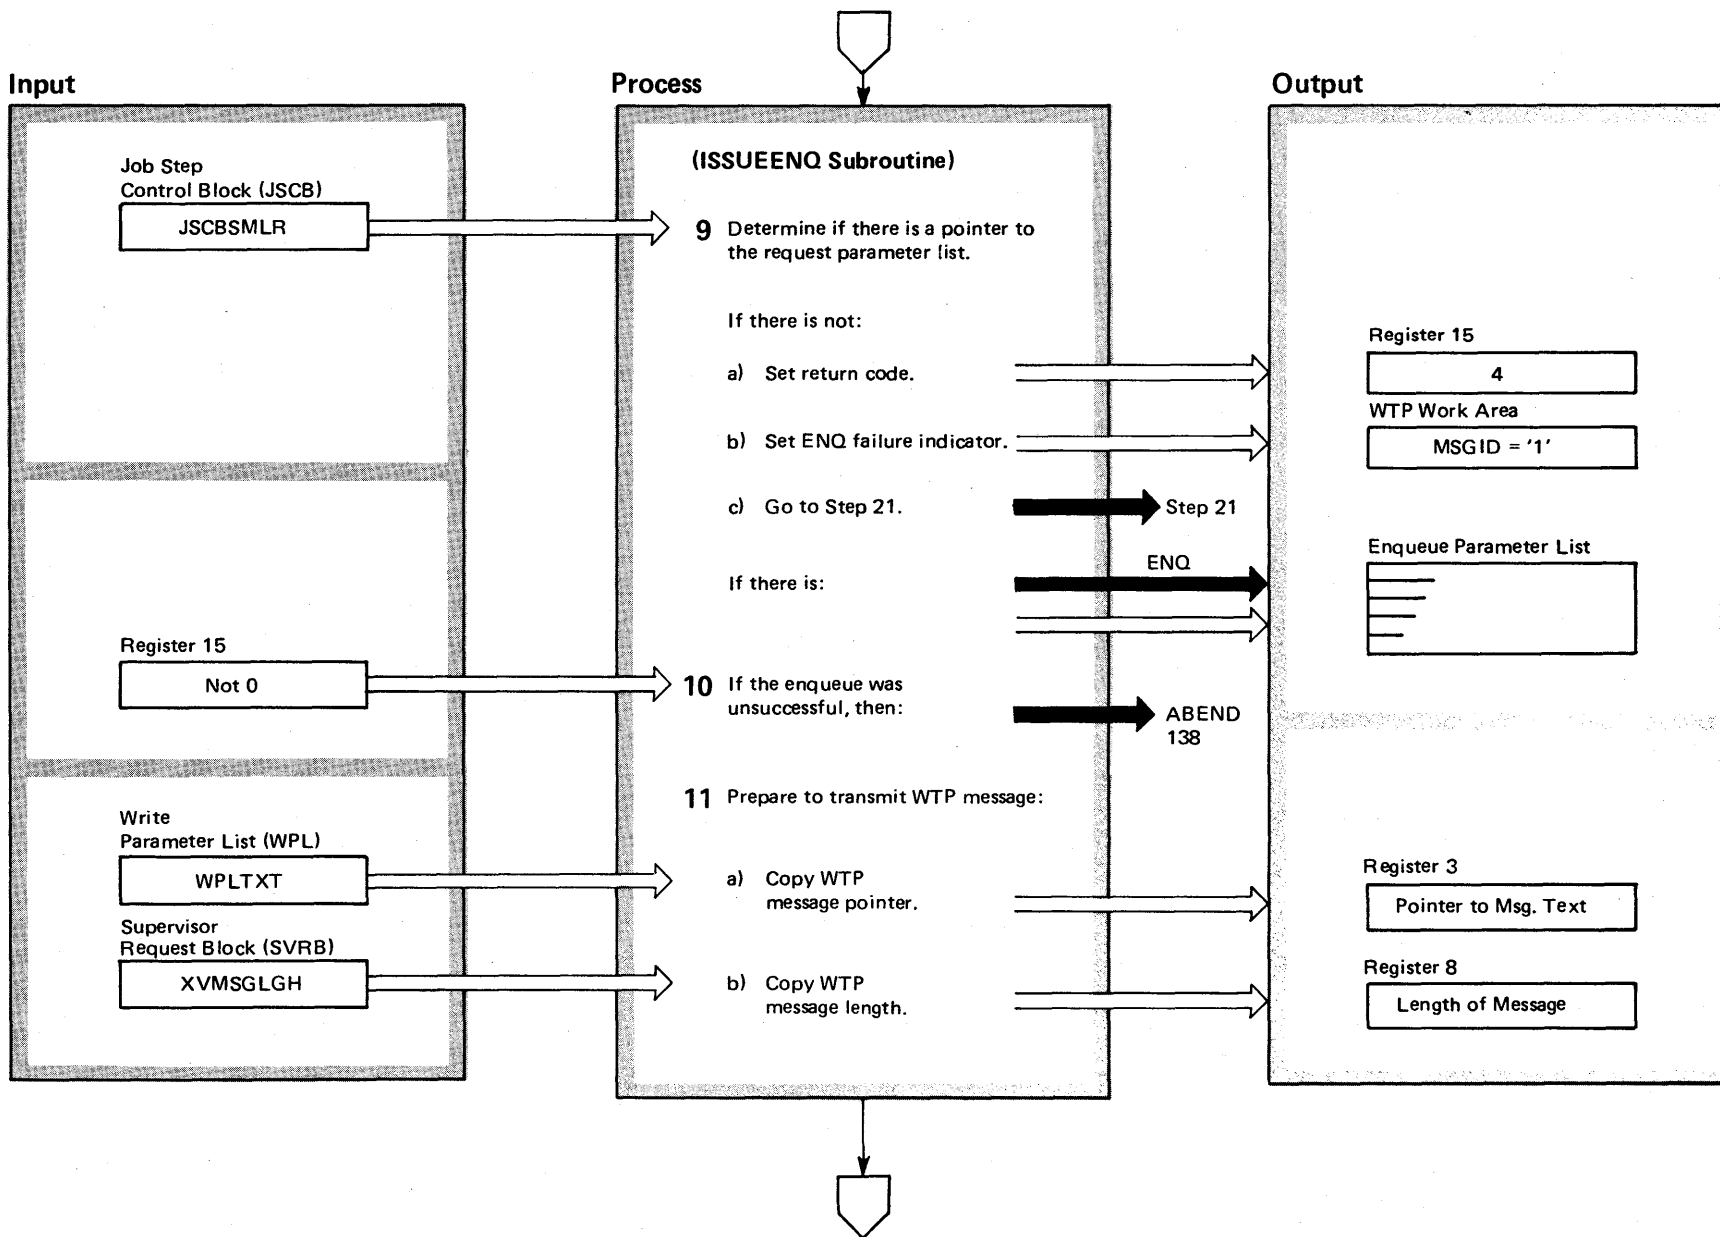 Input
Job Step
Control Block (JSCB)
JSCBSMLR
Register 15
Not 0
Write
Parameter List (WPL)
WPLTXT
Supervisor
Request Block (SVRB)
XVMSGLGH
Process
(ISSUEENQ Subroutine)
9 Determine if there is a pointer to
the request parameter list.
If there is not:
a) Set return code.
b) Set ENQ failure indicator.
c) Go to Step 21.
Step 21
If there is:
ENQ
10 If the enqueue was
unsuccessful, then:
ABEND
138
11 Prepare to transmit WTP message:
a) Copy WTP
message pointer.
b) Copy WTP
message length.
Output
Register 15
4
WTP Work Area
MSGID = '1'
Enqueue Parameter List
Register 3
Pointer to Msg. Text
Register 8
Length of Message